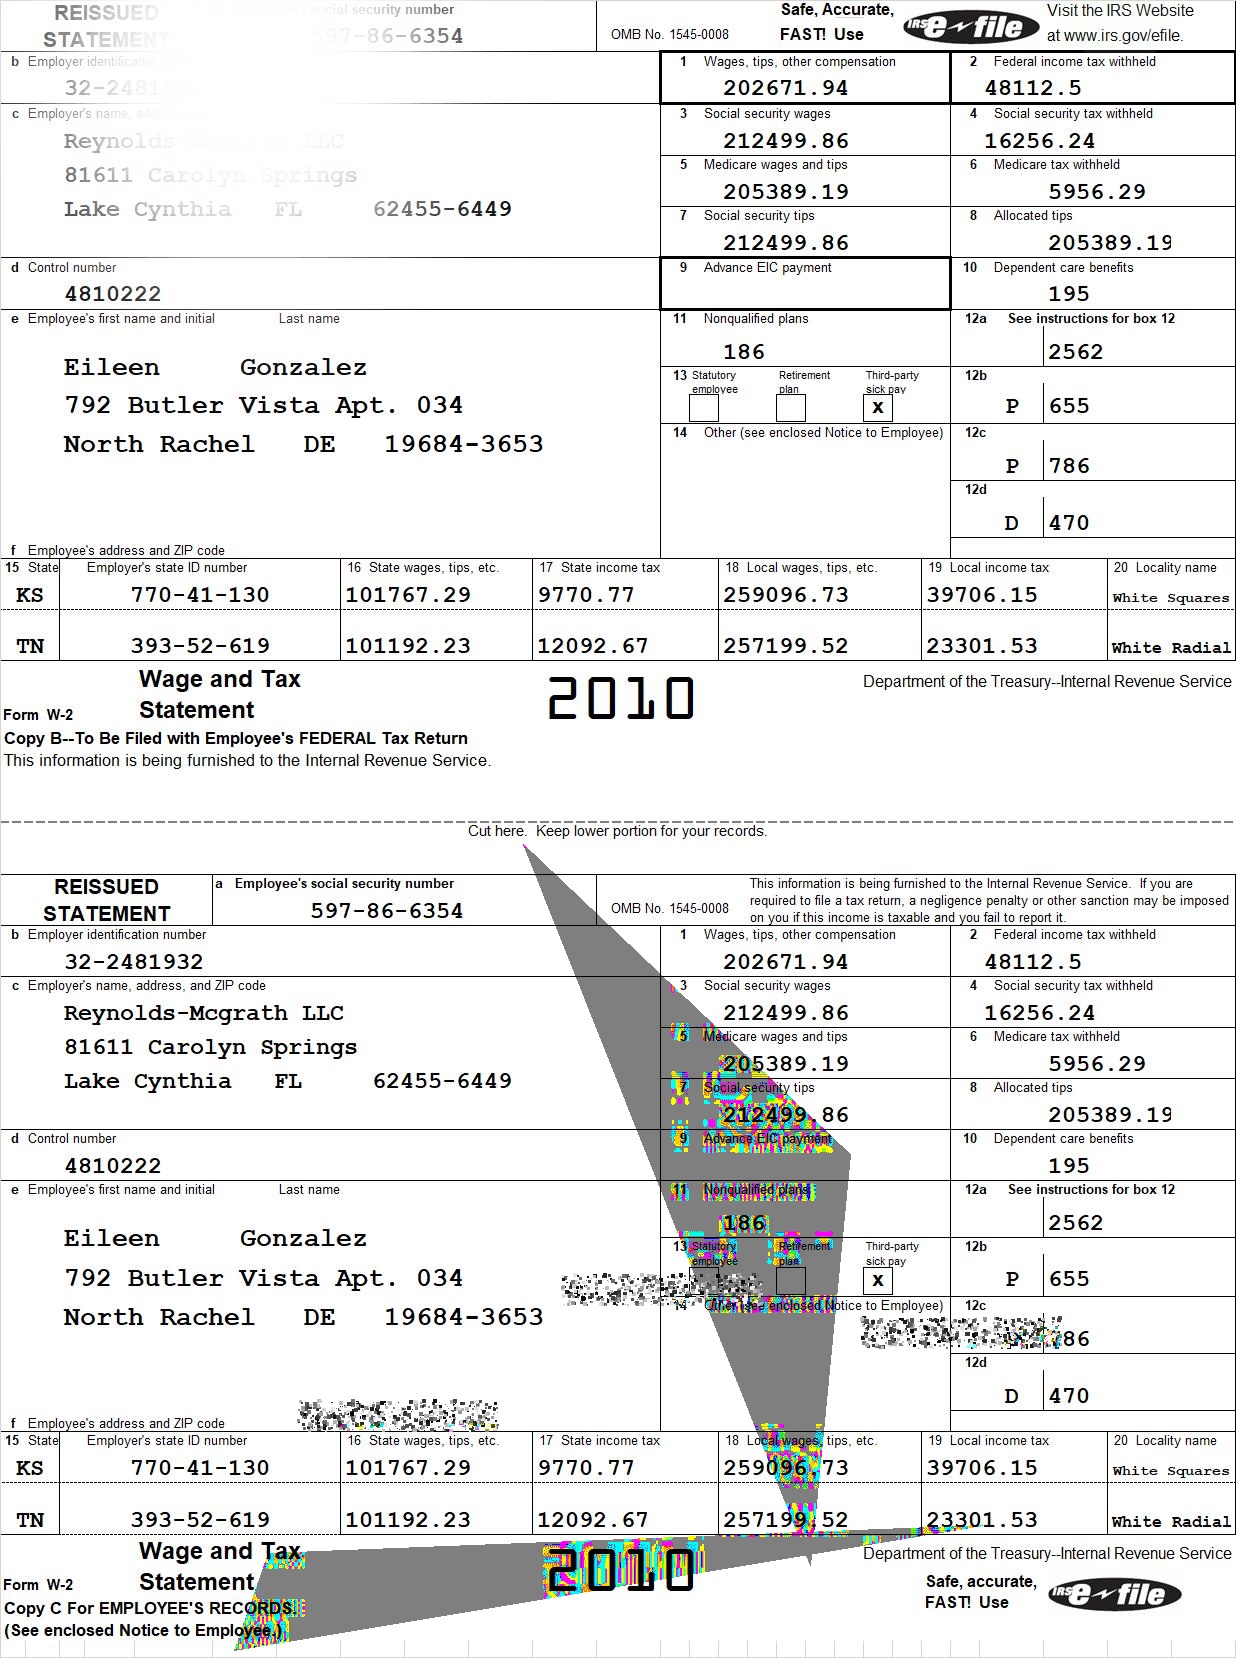 REISSUED STATEMENT
social security number
597-86-6354
OMB No. 1545-0008
Safe, Accurate, FAST! Use
IRS e-file
Visit the IRS Website at www.irs.gov/efile.
b Employer
32-248193
1 Wages, tips, other compensation
202671.94
2 Federal income tax withheld
48112.5
c Employer's name,
Reynolds-Mcgrath LLC
81611 Carolyn Springs
Lake Cynthia FL 62455-6449
3 Social security wages
212499.86
4 Social security tax withheld
16256.24
5 Medicare wages and tips
205389.19
6 Medicare tax withheld
5956.29
7 Social security tips
212499.86
8 Allocated tips
205389.19
d Control number
4810222
9 Advance EIC payment
10 Dependent care benefits
195
e Employee's first name and initial Last name
Eileen Gonzalez
792 Butler Vista Apt. 034
North Rachel DE 19684-3653
11 Nonqualified plans
186
12a See instructions for box 12
2562
13 Statutory employee Retirement plan Third-party sick pay
X
12b
P 655
14 Other (see enclosed Notice to Employee)
12c
P 786
12d
D 470
f Employee's address and ZIP code
15 State Employer's state ID number 16 State wages, tips, etc. 17 State income tax 18 Local wages, tips, etc. 19 Local income tax 20 Locality name
KS 770-41-130 101767.29 9770.77 259096.73 39706.15 White Squares
TN 393-52-619 101192.23 12092.67 257199.52 23301.53 White Radial
Form W-2 Wage and Tax Statement
2010
Department of the Treasury--Internal Revenue Service
Copy B--To Be Filed with Employee's FEDERAL Tax Return
This information is being furnished to the Internal Revenue Service.
Cut here. Keep lower portion for your records.
REISSUED STATEMENT
a Employee's social security number
597-86-6354
OMB No. 1545-0008
This information is being furnished to the Internal Revenue Service. If you are
required to file a tax return, a negligence penalty or other sanction may be imposed
on you if this income is taxable and you fail to report it.
b Employer identification number
32-2481932
1 Wages, tips, other compensation
202671.94
2 Federal income tax withheld
48112.5
c Employer's name, address, and ZIP code
Reynolds-Mcgrath LLC
81611 Carolyn Springs
Lake Cynthia FL 62455-6449
3 Social security wages
212499.86
4 Social security tax withheld
16256.24
5 Medicare wages and tips
205389.19
6 Medicare tax withheld
5956.29
7 Social security tips
212499.86
8 Allocated tips
205389.19
d Control number
4810222
9 Advance EIC payment
10 Dependent care benefits
195
e Employee's first name and initial Last name
Eileen Gonzalez
792 Butler Vista Apt. 034
North Rachel DE 19684-3653
11 Nonqualified plans
186
12a See instructions for box 12
2562
13 Statutory employee Retirement plan Third-party sick pay
X
12b
P 655
14 Other (see enclosed Notice to Employee)
12c
86
12d
D 470
f Employee's address and ZIP code
15 State Employer's state ID number 16 State wages, tips, etc. 17 State income tax 18 Local wages, tips, etc. 19 Local income tax 20 Locality name
KS 770-41-130 101767.29 9770.77 259096.73 39706.15 White Squares
TN 393-52-619 101192.23 12092.67 257199.52 23301.53 White Radial
Form W-2 Wage and Tax Statement
2010
Department of the Treasury--Internal Revenue Service
Copy C For EMPLOYEE'S RECORDS.
(See enclosed Notice to Employee.)
Safe, accurate, FAST! Use
IRS e-file